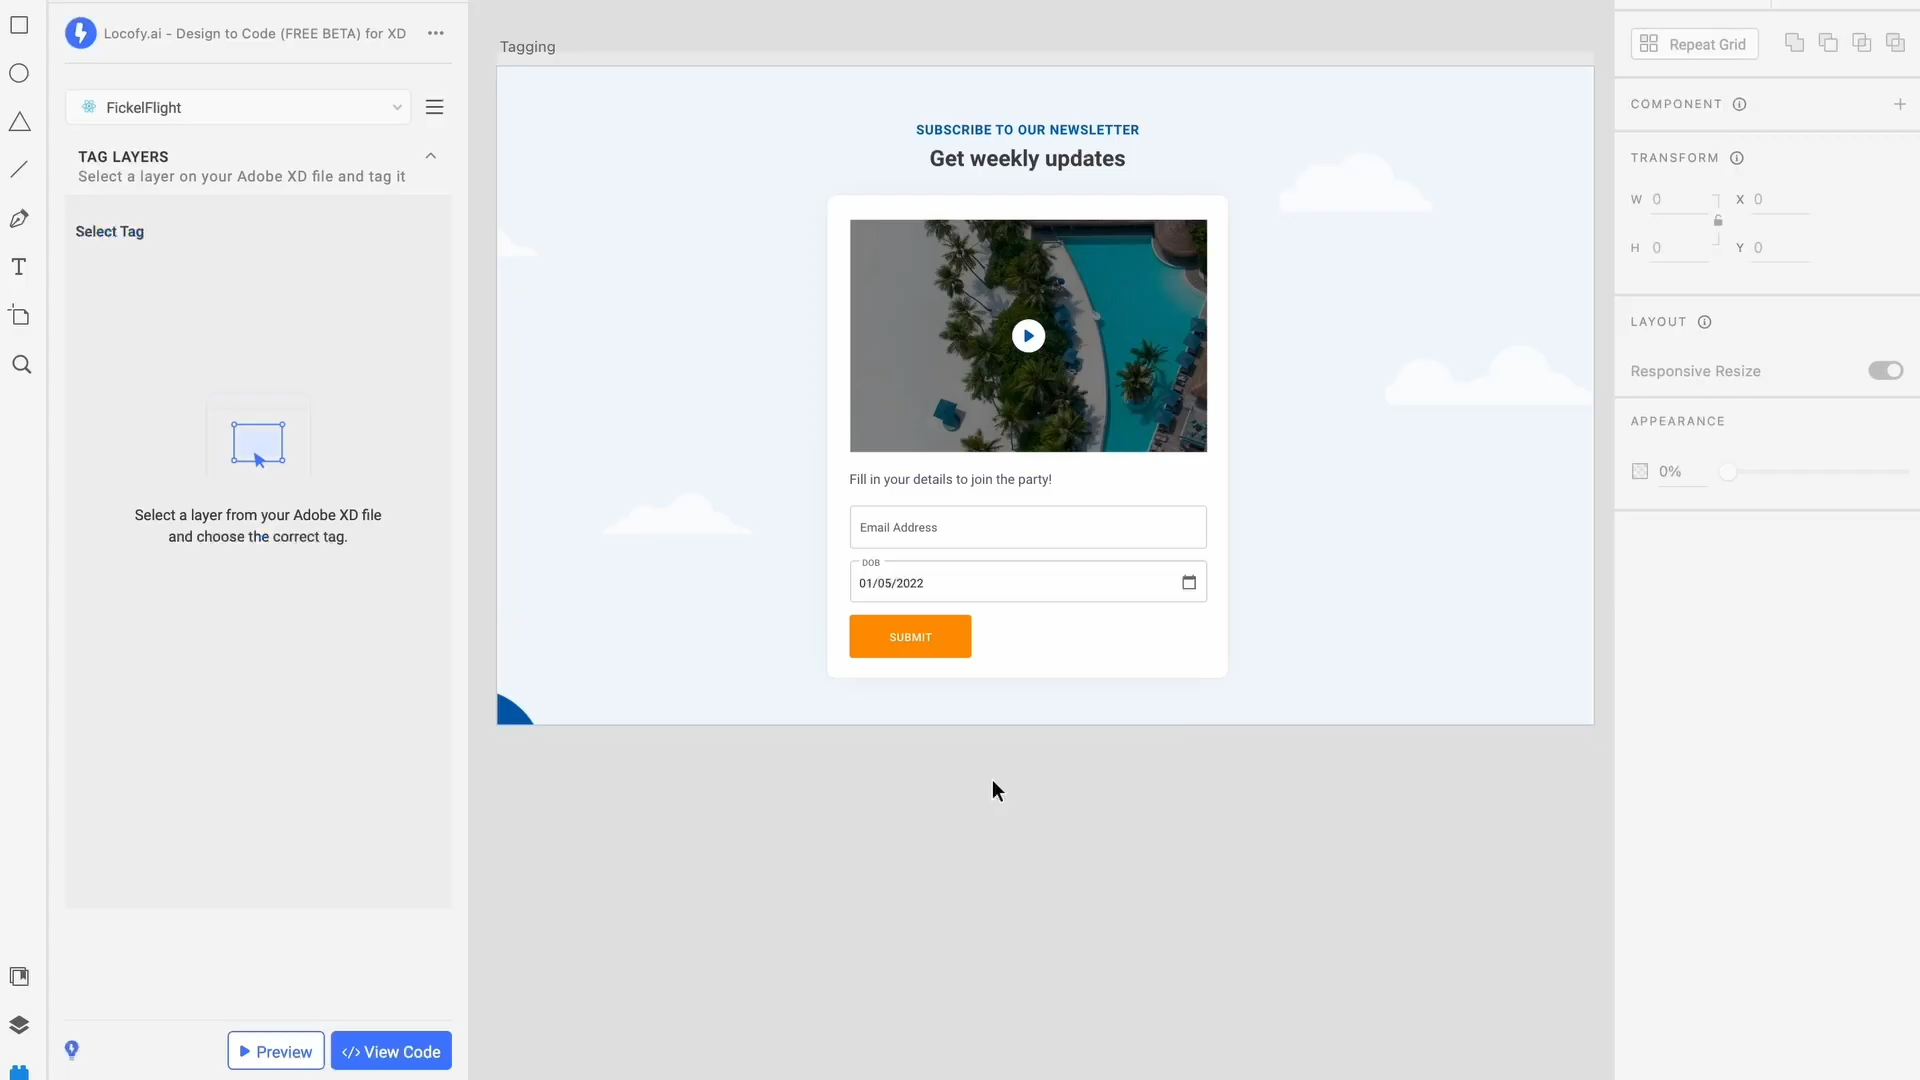 Locofy.ai - Design to Code (FREE BETA) for XD
FickelFlight
TAG LAYERS
Select a layer on your Adobe XD file and tag it
Select Tag
Select a layer from your Adobe XD file
and choose the correct tag.
Preview
</> View Code
Tagging
SUBSCRIBE TO OUR NEWSLETTER
Get weekly updates
Fill in your details to join the party!
Email Address
DOB
01/05/2022
SUBMIT
Repeat Grid
COMPONENT
TRANSFORM
W 0 X 0
H 0 Y 0
LAYOUT
Responsive Resize
APPEARANCE
0%